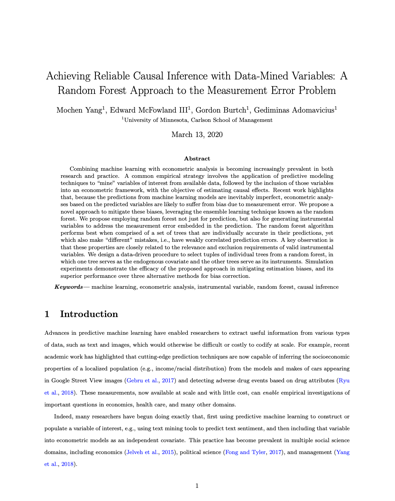 Achieving Reliable Causal Inference with Data-Mined Variables: A
Random Forest Approach to the Measurement Error Problem
Mochen Yang1, Edward McFowland III1, Gordon Burtch1, Gediminas Adomavicius1
1University of Minnesota, Carlson School of Management
March 13, 2020
Abstract
Combining machine learning with econometric analysis is becoming increasingly prevalent in both
research and practice. A common empirical strategy involves the application of predictive modeling
techniques to "mine" variables of interest from available data, followed by the inclusion of those variables
into an econometric framework, with the objective of estimating causal effects. Recent work highlights
that, because the predictions from machine learning models are inevitably imperfect, econometric analy-
ses based on the predicted variables are likely to suffer from bias due to measurement error. We propose a
novel approach to mitigate these biases, leveraging the ensemble learning technique known as the random
forest. We propose employing random forest not just for prediction, but also for generating instrumental
variables to address the measurement error embedded in the prediction. The random forest algorithm
performs best when comprised of a set of trees that are individually accurate in their predictions, yet
which also make "different" mistakes, i.e., have weakly correlated prediction errors. A key observation is
that these properties are closely related to the relevance and exclusion requirements of valid instrumental
variables. We design a data-driven procedure to select tuples of individual trees from a random forest, in
which one tree serves as the endogenous covariate and the other trees serve as its instruments. Simulation
experiments demonstrate the efficacy of the proposed approach in mitigating estimation biases, and its
superior performance over three alternative methods for bias correction.
Keywords— machine learning, econometric analysis, instrumental variable, random forest, causal inference
1 Introduction
Advances in predictive machine learning have enabled researchers to extract useful information from various types
of data, such as text and images, which would otherwise be difficult or costly to codify at scale. For example, recent
academic work has highlighted that cutting-edge prediction techniques are now capable of inferring the socioeconomic
properties of a localized population (e.g., income/racial distribution) from the models and makes of cars appearing
in Google Street View images (Gebru et al., 2017) and detecting adverse drug events based on drug attributes (Ryu
et al., 2018). These measurements, now available at scale and with little cost, can enable empirical investigations of
important questions in economics, health care, and many other domains.
Indeed, many researchers have begun doing exactly that, first using predictive machine learning to construct or
populate a variable of interest, e.g., using text mining tools to predict text sentiment, and then including that variable
into econometric models as an independent covariate. This practice has become prevalent in multiple social science
domains, including economics (Jelveh et al., 2015), political science (Fong and Tyler, 2017), and management (Yang
et al., 2018).
1